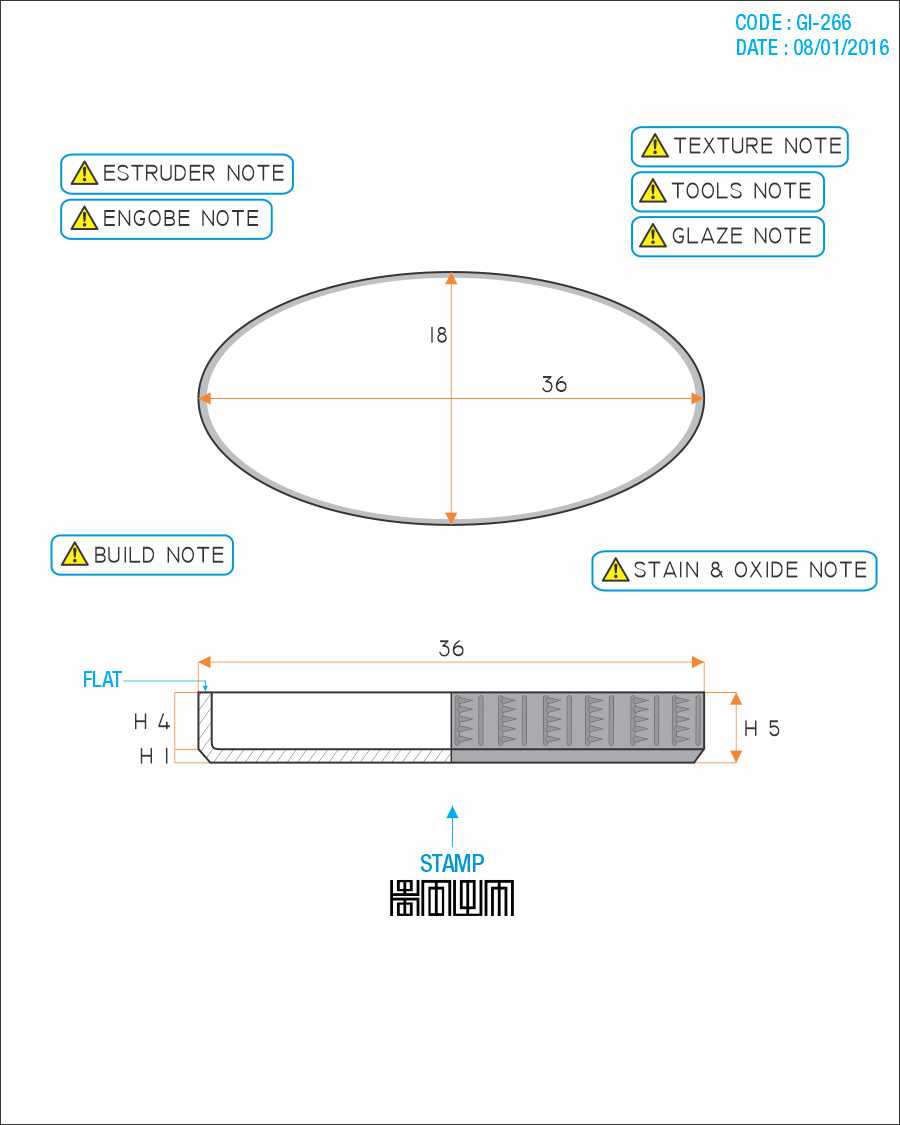 CODE : GI-266
DATE : 08/01/2016
ESTRUDER NOTE
ENGOBE NOTE
TEXTURE NOTE
TOOLS NOTE
GLAZE NOTE
18
36
BUILD NOTE
STAIN & OXIDE NOTE
36
FLAT
H 4
H 1
H 5
STAMP